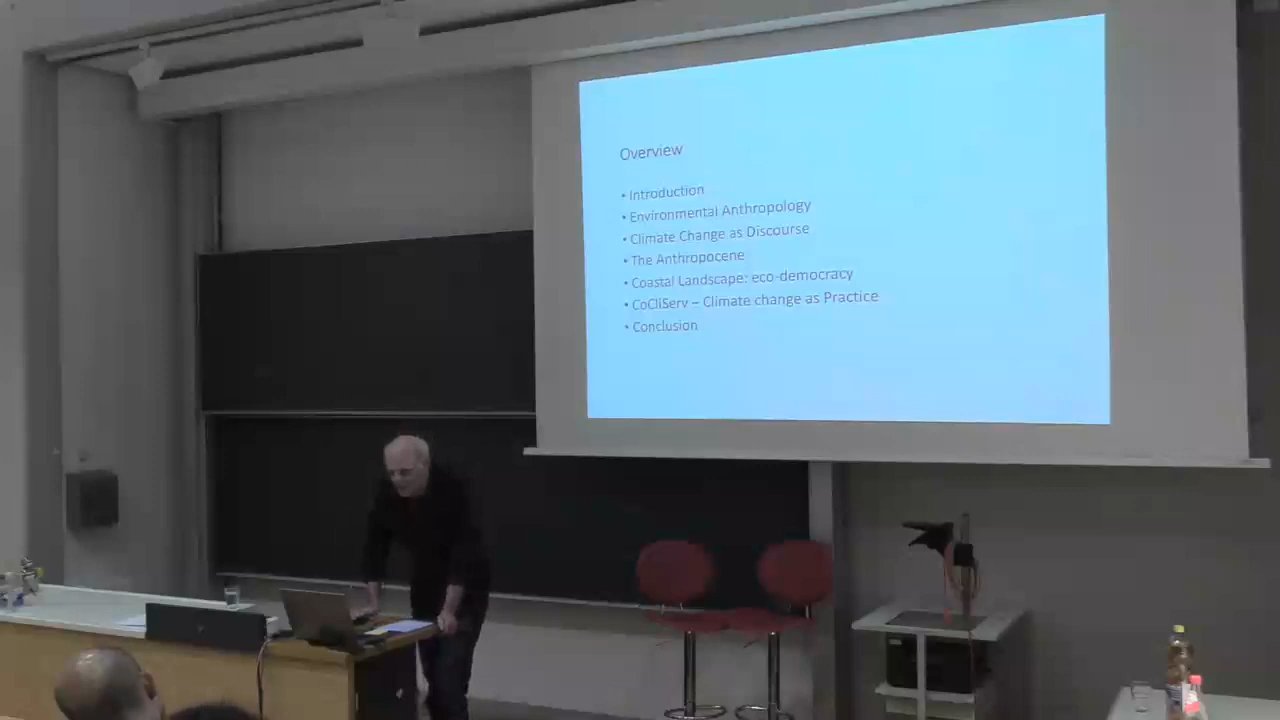 Overview
• Introduction
• Environmental Anthropology
• Climate Change as Discourse
• The Anthropocene
• Coastal Landscape: eco-democracy
• CoCliServ – Climate change as Practice
• Conclusion